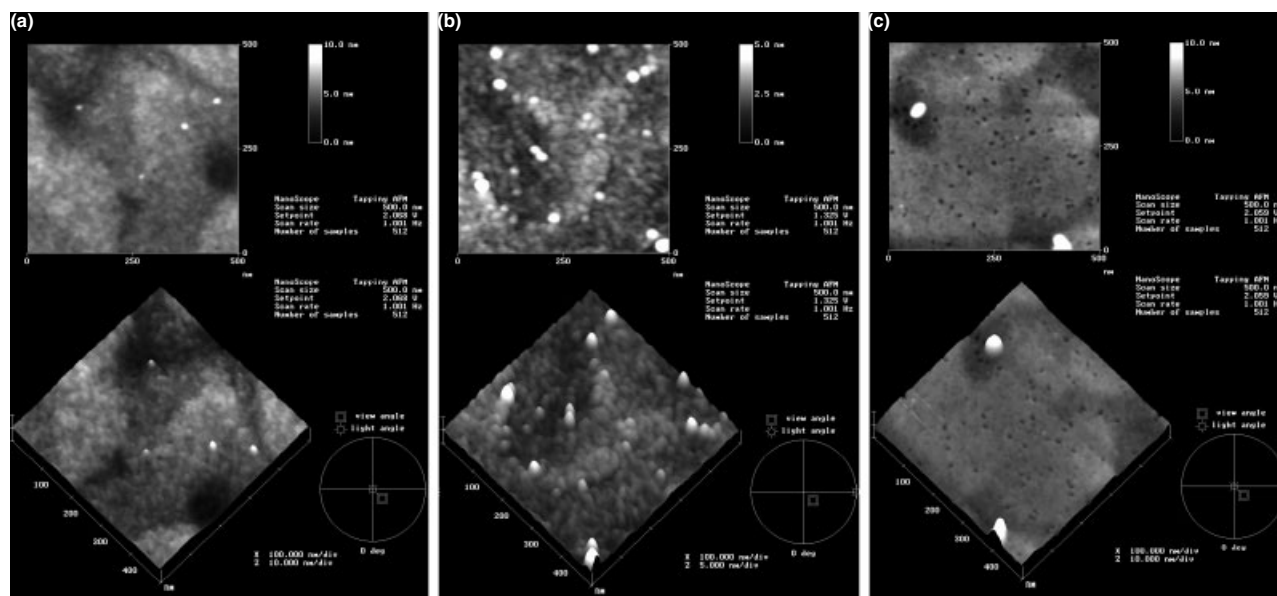 (a)
500
10.0 nm
5.0 nm
0.0 nm
250
NanoScope Tapping AFM
Scan size 500.0 nm
Setpoint 2.068 V
Scan rate 1.001 Hz
Number of samples 512
0
0 250 500
nm
NanoScope Tapping AFM
Scan size 500.0 nm
Setpoint 2.068 V
Scan rate 1.001 Hz
Number of samples 512
view angle
light angle
100
200
300
400
nm
X 100.000 nm/div
Z 10.000 nm/div
0 deg
(b)
500
5.0 nm
2.5 nm
0.0 nm
250
NanoScope Tapping AFM
Scan size 500.0 nm
Setpoint 1.325 V
Scan rate 1.001 Hz
Number of samples 512
0
0 250 500
nm
NanoScope Tapping AFM
Scan size 500.0 nm
Setpoint 1.325 V
Scan rate 1.001 Hz
Number of samples 512
view angle
light angle
100
200
300
400
nm
X 100.000 nm/div
Z 5.000 nm/div
0 deg
(c)
500
10.0 nm
5.0 nm
0.0 nm
250
NanoScope Tapping AFM
Scan size 500.0 n
Setpoint 2.059 V
Scan rate 1.001 Hz
Number of samples 512
0
0 250 500
nm
NanoScope Tapping AFM
Scan size 500.0 n
Setpoint 2.059 V
Scan rate 1.001 Hz
Number of samples 512
view angle
light angle
100
200
300
400
nm
X 100.000 nm/div
Z 10.000 nm/div
0 deg